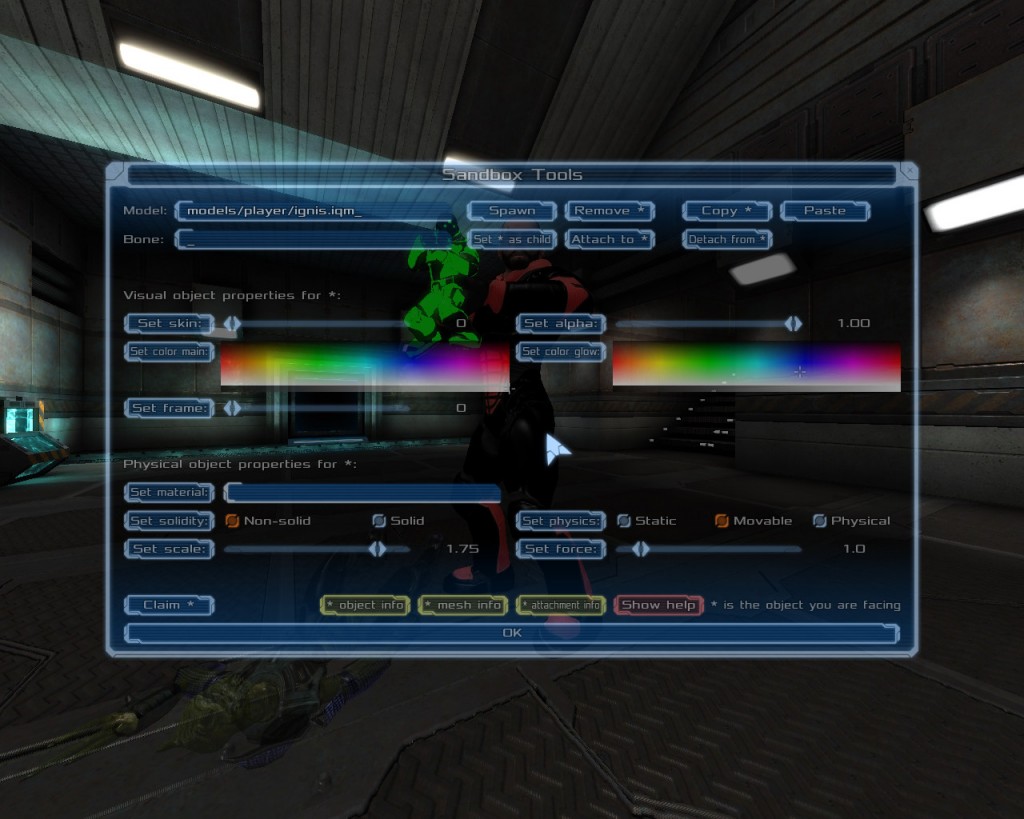 Sandbox Tools
Model: models/player/ignis.iqm_ Spawn Remove * Copy * Paste
Bone: _ Set * as child Attach to * Detach from *
Visual object properties for *:
Set skin: 0 Set alpha: 1.00
Set color main: Set color glow:
Set frame: 0
Physical object properties for *:
Set material:
Set solidity: Non-solid Solid Set physics: Static Movable Physical
Set scale: 1.75 Set force: 1.0
Claim * * object info * mesh info * attachment info Show help * is the object you are facing
OK